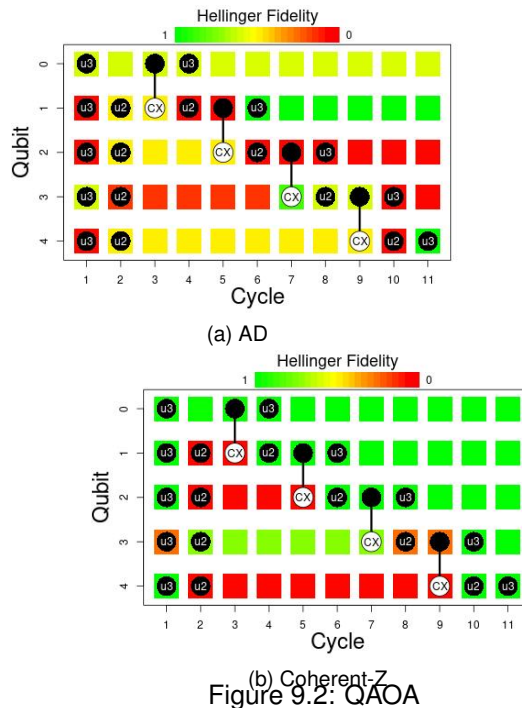 Hellinger Fidelity
1 0
0 u3 u3
1 u3 u2 CX u2 u3
2 u3 u2 CX u2 u3
3 u3 u2 CX u2 u3
4 u3 u2 CX u2 u3
Qubit
1 2 3 4 5 6 7 8 9 10 11
Cycle
(a) AD
Hellinger Fidelity
1 0
0 u3 u3
1 u3 u2 CX u2 u3
2 u3 u2 CX u2 u3
3 u3 u2 CX u2 u3
4 u3 u2 CX u2 u3
Qubit
1 2 3 4 5 6 7 8 9 10 11
Cycle
(b) Coherent-Z
Figure 9.2: QAOA